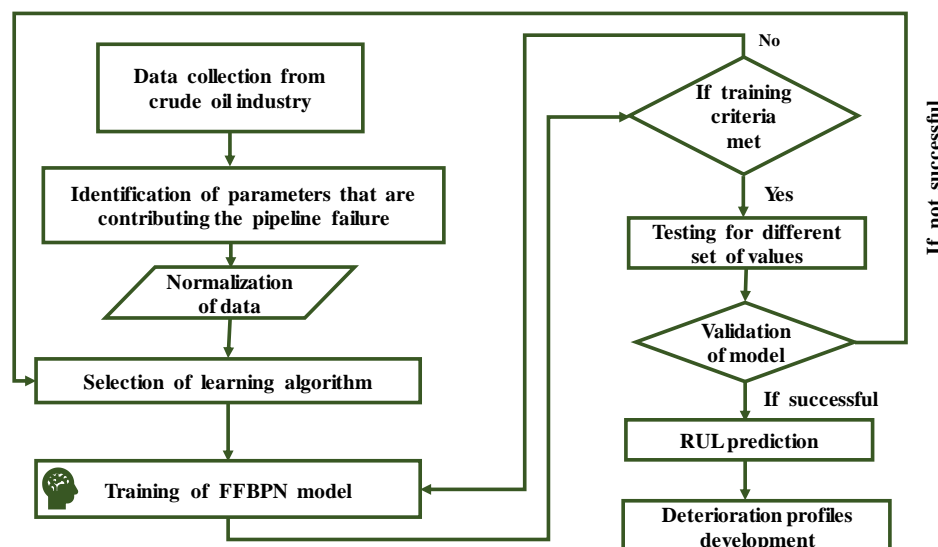 Data collection from
crude oil industry
Identification of parameters that are
contributing the pipeline failure
Normalization
of data
Selection of learning algorithm
Training of FFBPN model
No
If training
criteria
met
Yes
Testing for different
set of values
Validation
of model
If not successful
If successful
RUL prediction
Deterioration profiles
development